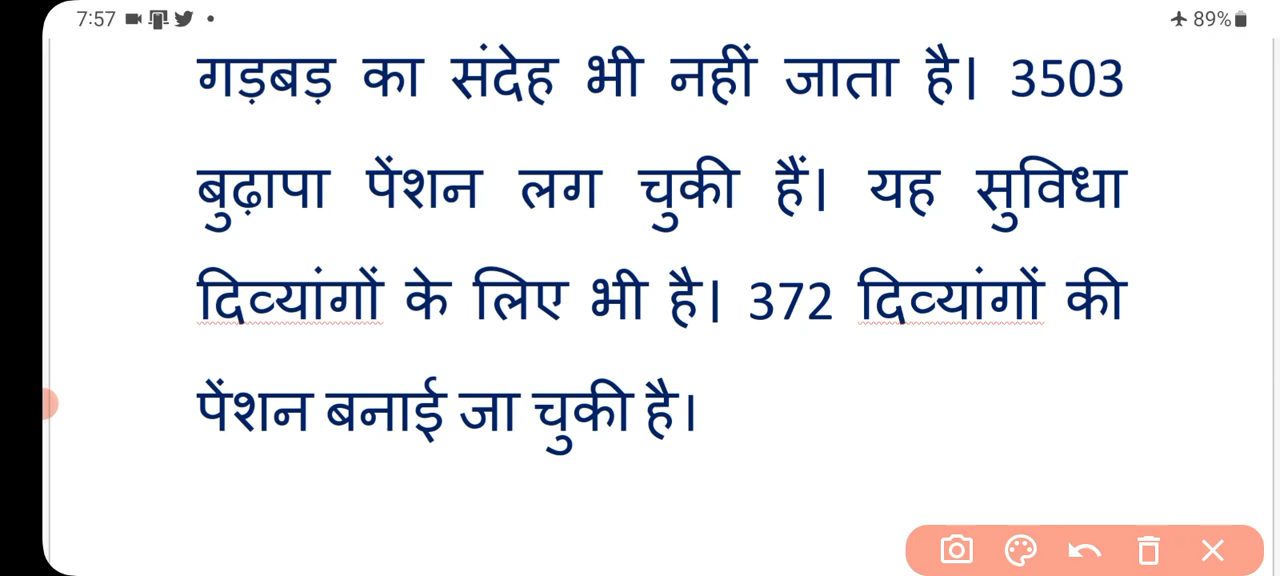 7:57
89%
गड़बड़ का संदेह भी नहीं जाता है। 3503
बुढ़ापा पेंशन लग चुकी हैं। यह सुविधा
दिव्यांगों के लिए भी है। 372 दिव्यांगों की
पेंशन बनाई जा चुकी है।